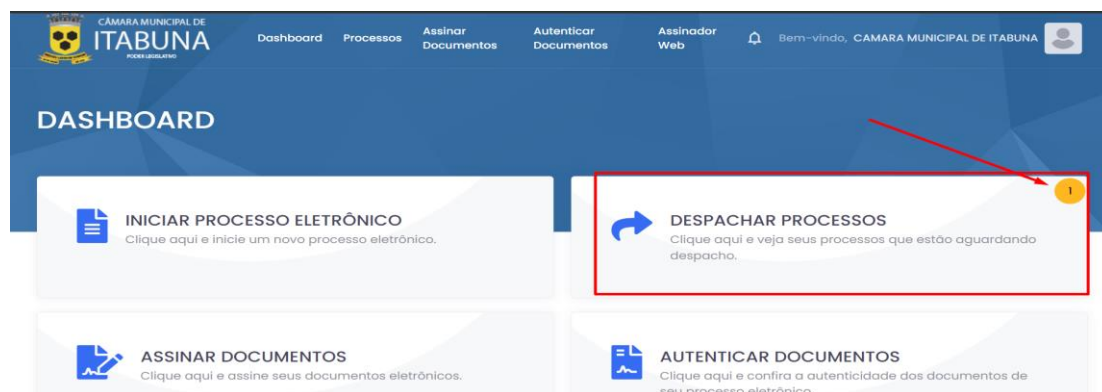 CÂMARA MUNICIPAL DE
ITABUNA
PODER LEGISLATIVO
Dashboard
Processos
Assinar
Documentos
Autenticar
Documentos
Assinador
Web
Bem-vindo, CAMARA MUNICIPAL DE ITABUNA
DASHBOARD
1
INICIAR PROCESSO ELETRÔNICO
Clique aqui e inicie um novo processo eletrônico.
DESPACHAR PROCESSOS
Clique aqui e veja seus processos que estão aguardando
despacho.
ASSINAR DOCUMENTOS
Clique aqui e assine seus documentos eletrônicos.
AUTENTICAR DOCUMENTOS
Clique aqui e confira a autenticidade dos documentos de
seu processo eletrônico.